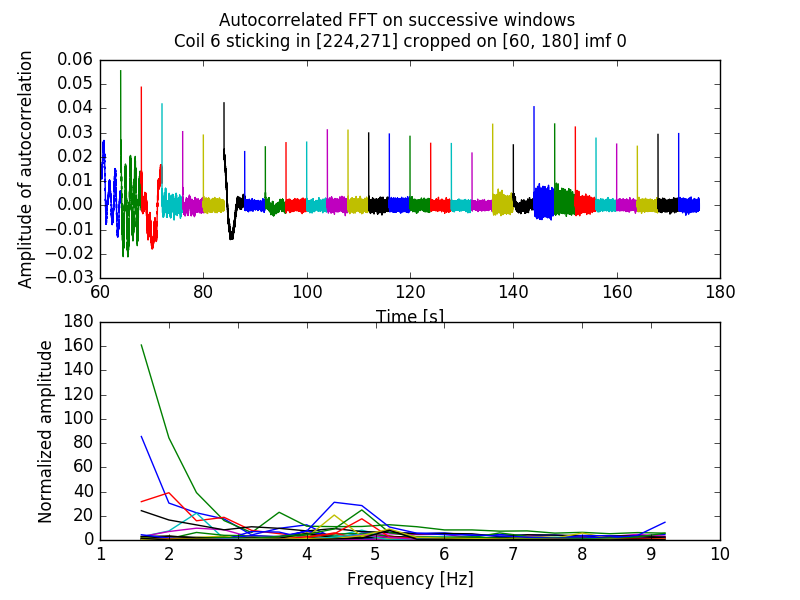 Autocorrelated FFT on successive windows
Coil 6 sticking in [224,271] cropped on [60, 180] imf 0
Amplitude of autocorrelation
0.06
0.05
0.04
0.03
0.02
0.01
0.00
−0.01
−0.02
−0.03
60 80 100 120 140 160 180
Time [s]
Normalized amplitude
180
160
140
120
100
80
60
40
20
0
1 2 3 4 5 6 7 8 9 10
Frequency [Hz]